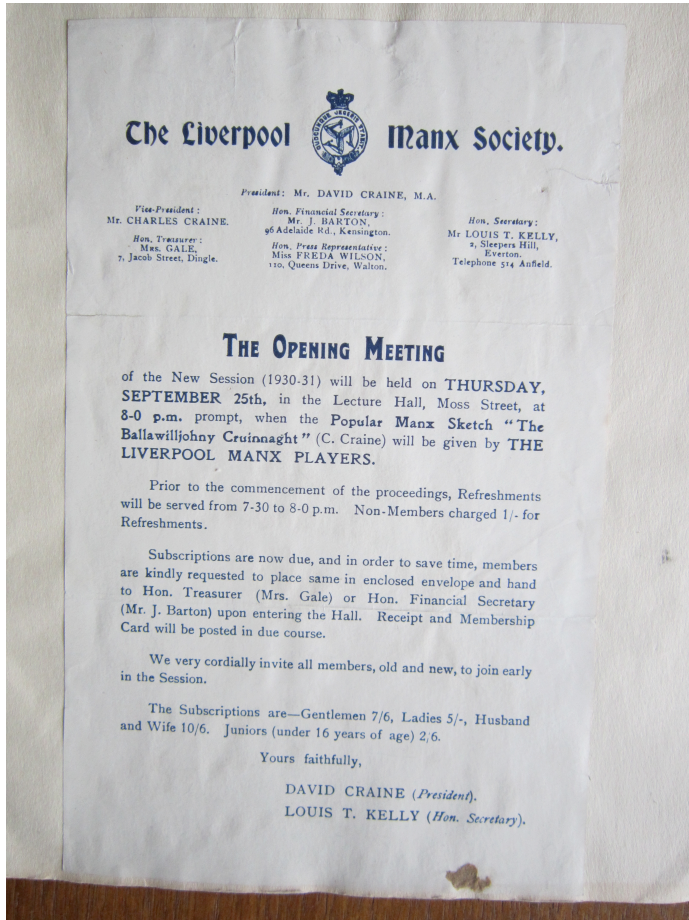 The Liverpool Manx Society.
QUOCUNQUE JECERIS STABIT
President: Mr. DAVID CRAINE, M.A.
Vice-President:
Mr. CHARLES CRAINE.
Hon. Treasurer:
Mrs. GALE,
7, Jacob Street, Dingle.
Hon. Financial Secretary:
Mr. J. BARTON,
96 Adelaide Rd., Kensington.
Hon. Press Representative:
Miss FREDA WILSON,
110, Queens Drive, Walton.
Hon. Secretary:
Mr LOUIS T. KELLY,
2, Sleepers Hill,
Everton.
Telephone 514 Anfield.
THE OPENING MEETING
of the New Session (1930-31) will be held on THURSDAY,
SEPTEMBER 25th, in the Lecture Hall, Moss Street, at
8-0 p.m. prompt, when the Popular Manx Sketch "The
Ballawilljohny Cruinnaght" (C. Craine) will be given by THE
LIVERPOOL MANX PLAYERS.
Prior to the commencement of the proceedings, Refreshments
will be served from 7-30 to 8-0 p.m. Non-Members charged 1/- for
Refreshments.
Subscriptions are now due, and in order to save time, members
are kindly requested to place same in enclosed envelope and hand
to Hon. Treasurer (Mrs. Gale) or Hon. Financial Secretary
(Mr. J. Barton) upon entering the Hall. Receipt and Membership
Card will be posted in due course.
We very cordially invite all members, old and new, to join early
in the Session.
The Subscriptions are—Gentlemen 7/6, Ladies 5/-, Husband
and Wife 10/6. Juniors (under 16 years of age) 2/6.
Yours faithfully,
DAVID CRAINE (President).
LOUIS T. KELLY (Hon. Secretary).